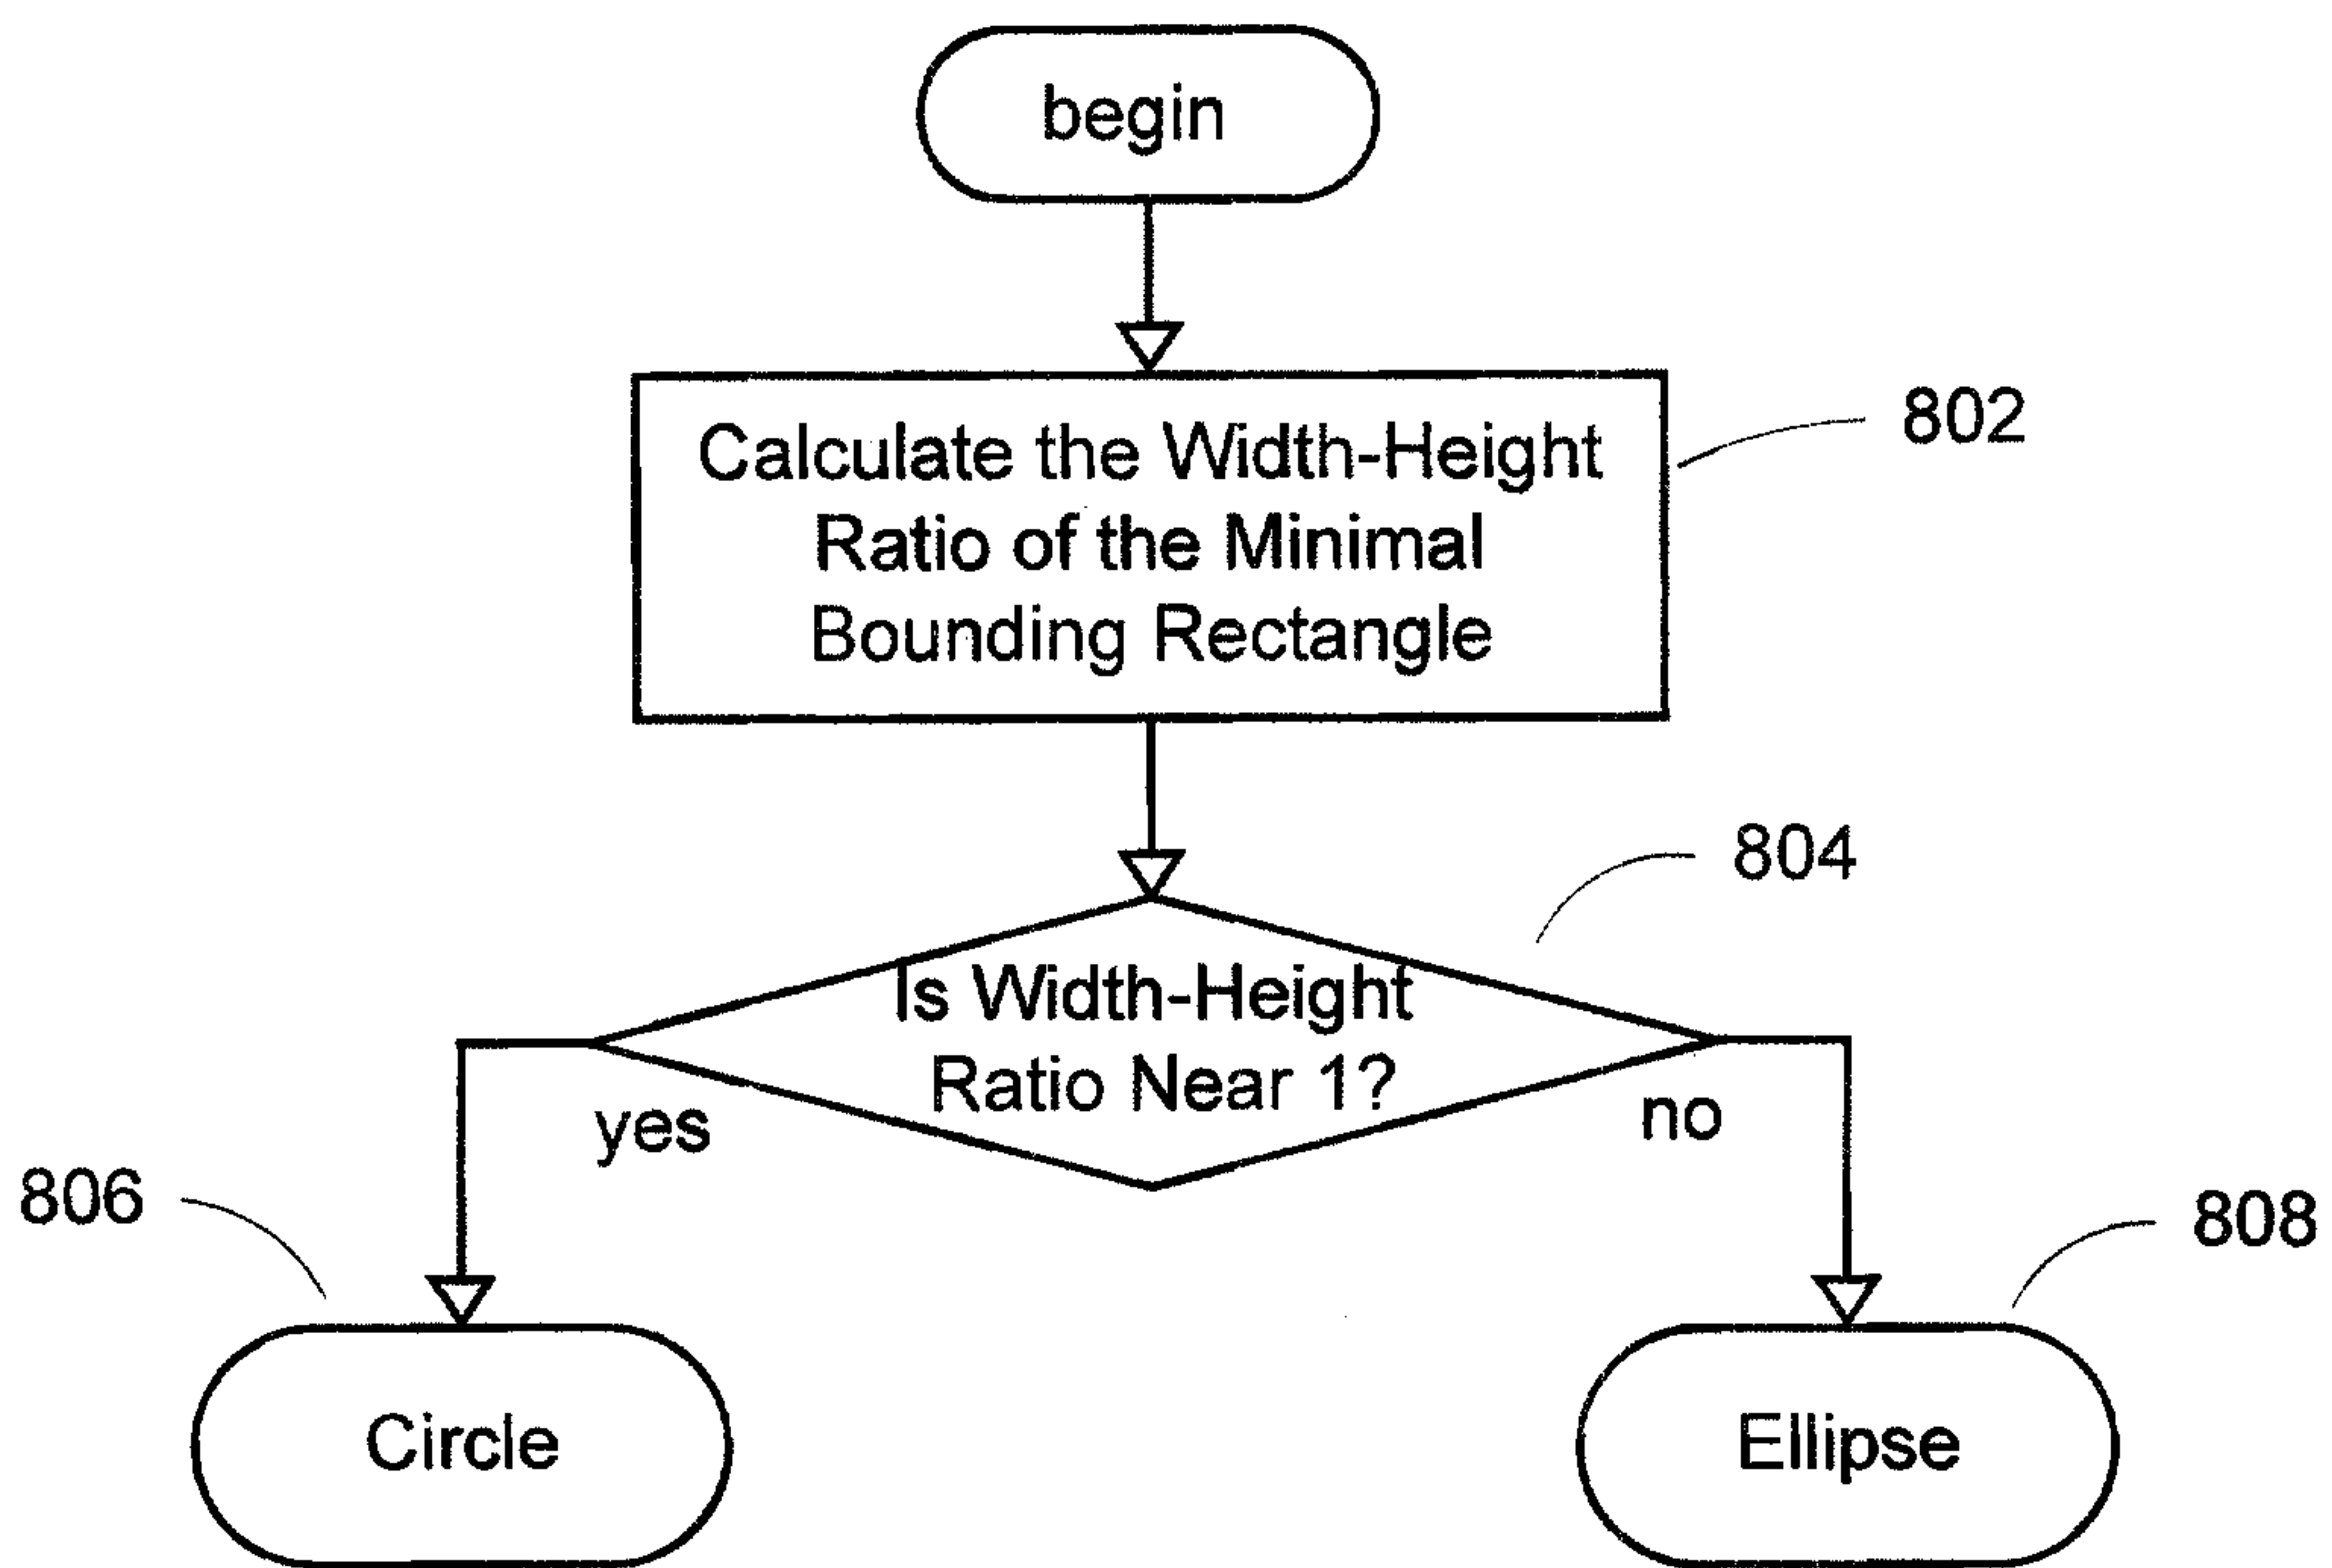 begin
Calculate the Width-Height
Ratio of the Minimal
Bounding Rectangle
802
804
Is Width-Height
Ratio Near 1?
yes
no
806
808
Circle
Ellipse